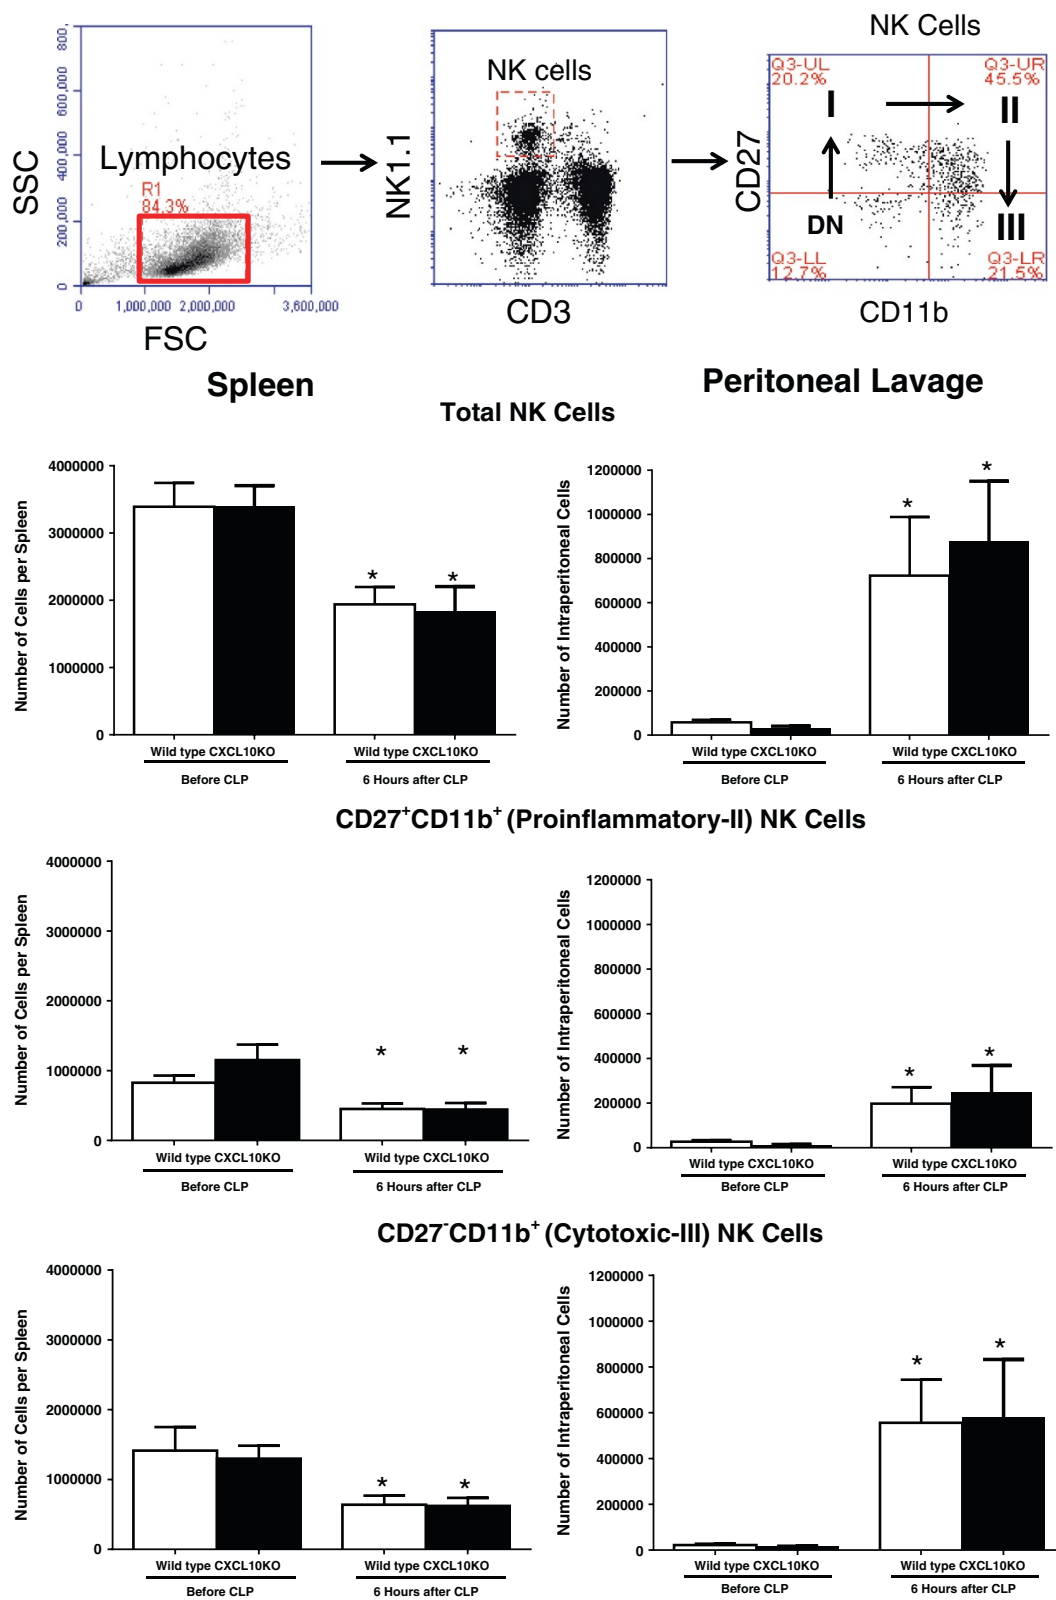 NK Cells
800,
600,000
400,000
200,000
0
SSC
Lymphocytes
R1
84.3%
0 1,000,000 2,000,000 3,600,000
FSC
NK cells
NK1.1
CD3
Q3-UL
20.2%
Q3-UR
45.5%
I
II
DN
III
Q3-LL
12.7%
Q3-LR
21.5%
CD27
CD11b
Spleen
Peritoneal Lavage
Total NK Cells
Number of Cells per Spleen
4000000
3000000
2000000
1000000
0
* *
Wild type CXCL10KO Wild type CXCL10KO
Before CLP 6 Hours after CLP
Number of Intraperitoneal Cells
1200000
1000000
800000
600000
400000
200000
0
* *
Wild type CXCL10KO Wild type CXCL10KO
Before CLP 6 Hours after CLP
CD27⁺CD11b⁺ (Proinflammatory-II) NK Cells
Number of Cells per Spleen
4000000
3000000
2000000
1000000
0
* *
Wild type CXCL10KO Wild type CXCL10KO
Before CLP 6 Hours after CLP
Number of Intraperitoneal Cells
1200000
1000000
800000
600000
400000
200000
0
* *
Wild type CXCL10KO Wild type CXCL10KO
Before CLP 6 Hours after CLP
CD27⁻CD11b⁺ (Cytotoxic-III) NK Cells
Number of Cells per Spleen
4000000
3000000
2000000
1000000
0
* *
Wild type CXCL10KO Wild type CXCL10KO
Before CLP 6 Hours after CLP
Number of Intraperitoneal Cells
1200000
1000000
800000
600000
400000
200000
0
* *
Wild type CXCL10KO Wild type CXCL10KO
Before CLP 6 Hours after CLP